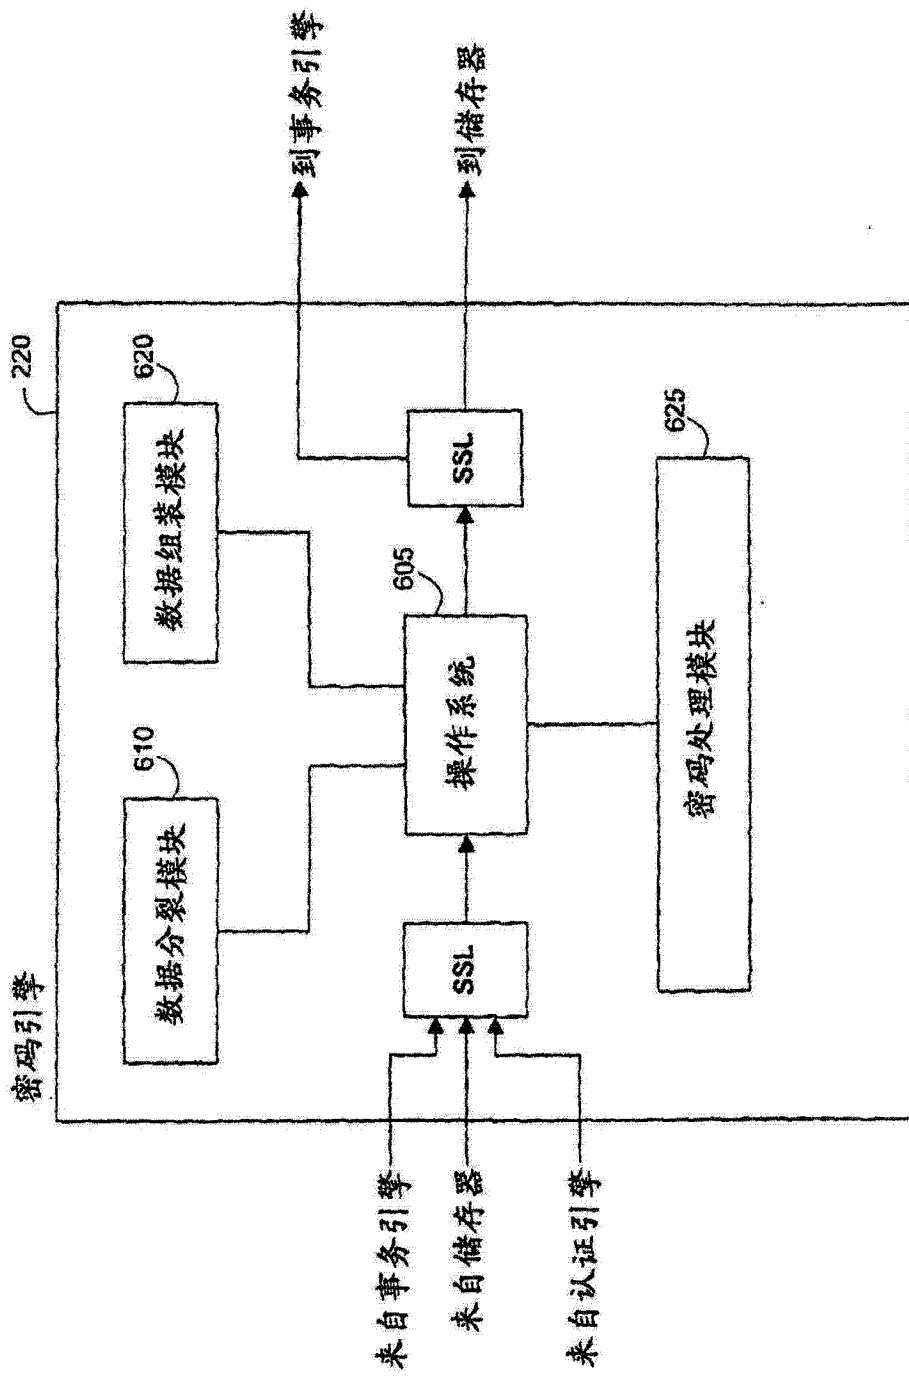 密码引擎
220
数据分裂模块
610
数据组装模块
620
来自事务引擎
来自储存器
来自认证引擎
SSL
操作系统
605
SSL
到事务引擎
到储存器
密码处理模块
625